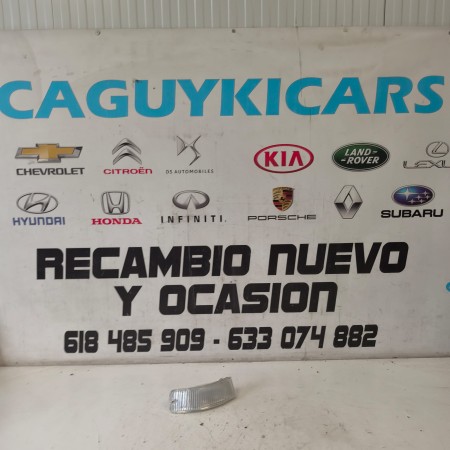 CAGUYKICARS
CHEVROLET CITROËN DS AUTOMOBILES KIA LAND-ROVER LEXUS
HYUNDAI HONDA INFINITI PORSCHE SUBARU
RECAMBIO NUEVO
Y OCASION
618 485 909 - 633 074 882